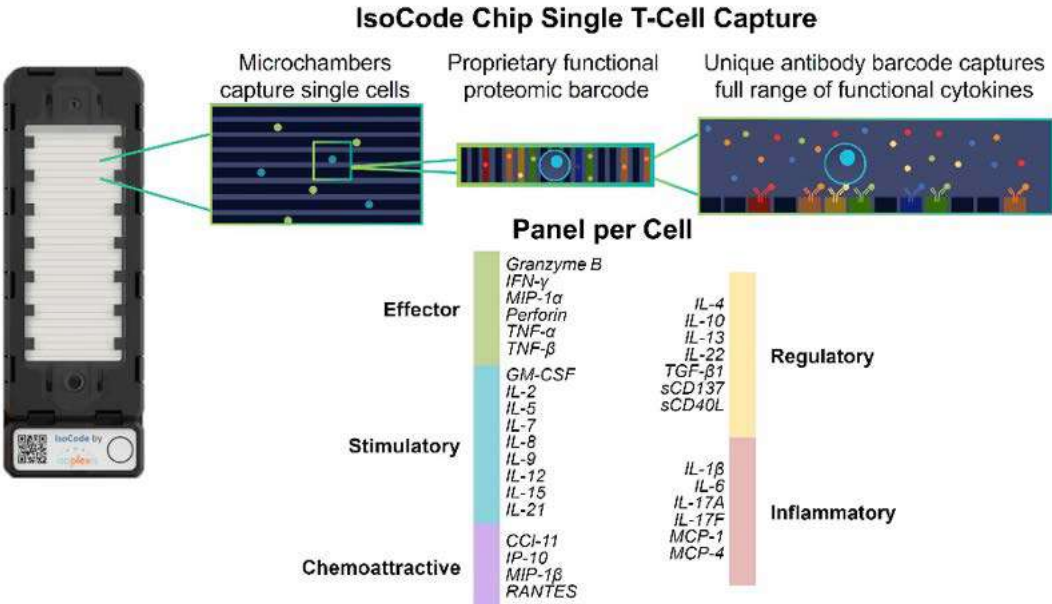 IsoCode Chip Single T-Cell Capture
Microchambers
capture single cells
Proprietary functional
proteomic barcode
Unique antibody barcode captures
full range of functional cytokines
IsoCode by
isoplexis
Panel per Cell
Effector
Granzyme B
IFN-γ
MIP-1α
Perforin
TNF-α
TNF-β
Stimulatory
GM-CSF
IL-2
IL-5
IL-7
IL-8
IL-9
IL-12
IL-15
IL-21
Chemoattractive
CCl-11
IP-10
MIP-1β
RANTES
IL-4
IL-10
IL-13
IL-22
TGF-β1
sCD137
sCD40L
Regulatory
IL-1β
IL-6
IL-17A
IL-17F
MCP-1
MCP-4
Inflammatory